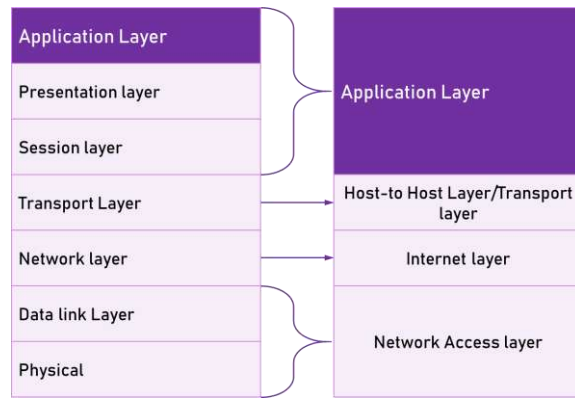 Application Layer
Presentation layer
Session layer
Transport Layer
Network layer
Data link Layer
Physical
Application Layer
Host-to Host Layer/Transport
layer
Internet layer
Network Access layer